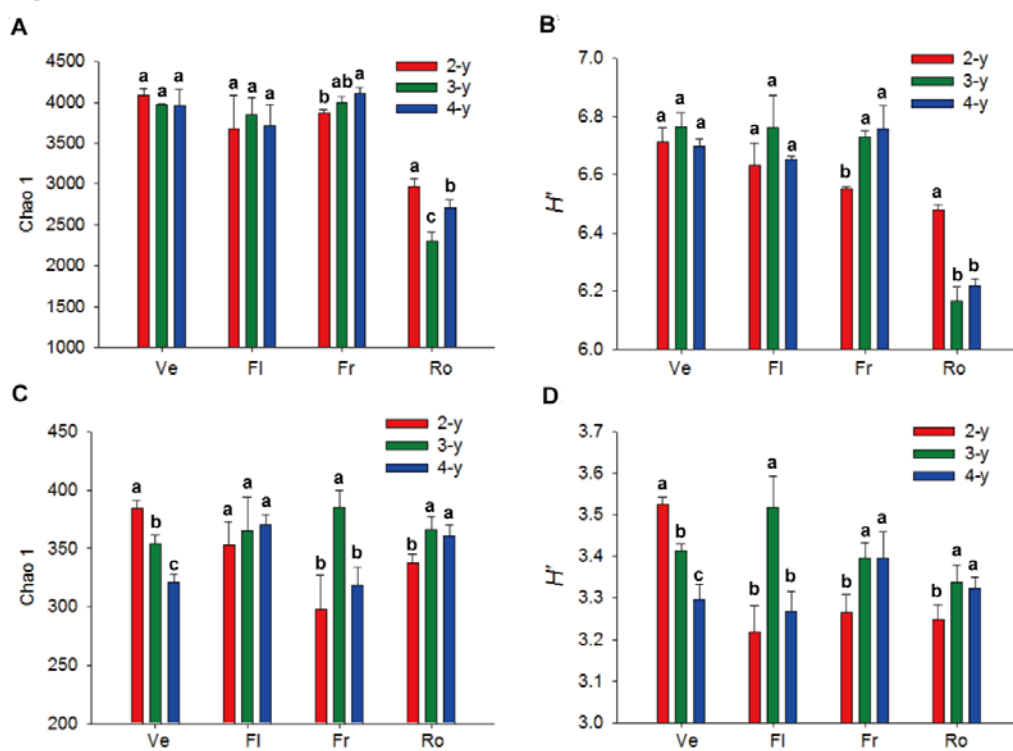 A
4500
4000
3500
3000
2500
2000
1500
1000
Chao 1
2-y
3-y
4-y
a a a
a a a
b ab a
a c b
Ve Fl Fr Ro
B
7.0
6.8
6.6
6.4
6.2
6.0
H"
2-y
3-y
4-y
a a a
a a a
b a a
a b b
Ve Fl Fr Ro
C
450
400
350
300
250
200
Chao 1
2-y
3-y
4-y
a b c
a a a
b a b
b a a
Ve Fl Fr Ro
D
3.7
3.6
3.5
3.4
3.3
3.2
3.1
3.0
H"
2-y
3-y
4-y
a b c
b a b
b a a
b a a
Ve Fl Fr Ro